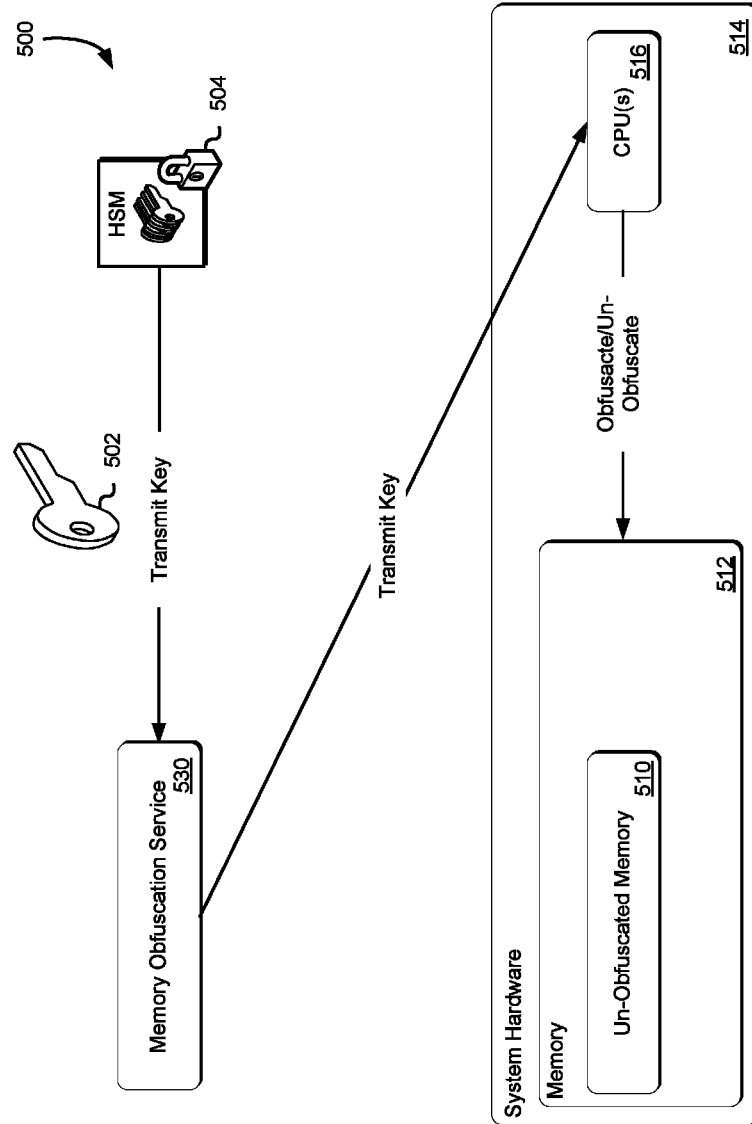 500
HSM
504
502
Transmit Key
Memory Obfuscation Service
530
Transmit Key
System Hardware
514
Memory
512
Un-Obfuscated Memory
510
Obfusacte/Un-
Obfuscate
CPU(s)
516